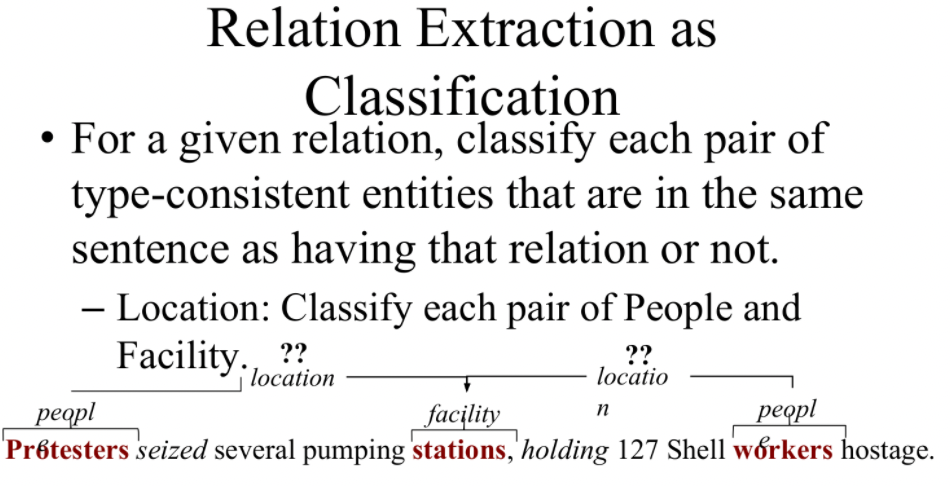 Relation Extraction as
Classification
• For a given relation, classify each pair of
type-consistent entities that are in the same
sentence as having that relation or not.
– Location: Classify each pair of People and
Facility.
??
??
location
locatio
n
peopl
e
facility
peopl
e
Protesters seized several pumping stations, holding 127 Shell workers hostage.